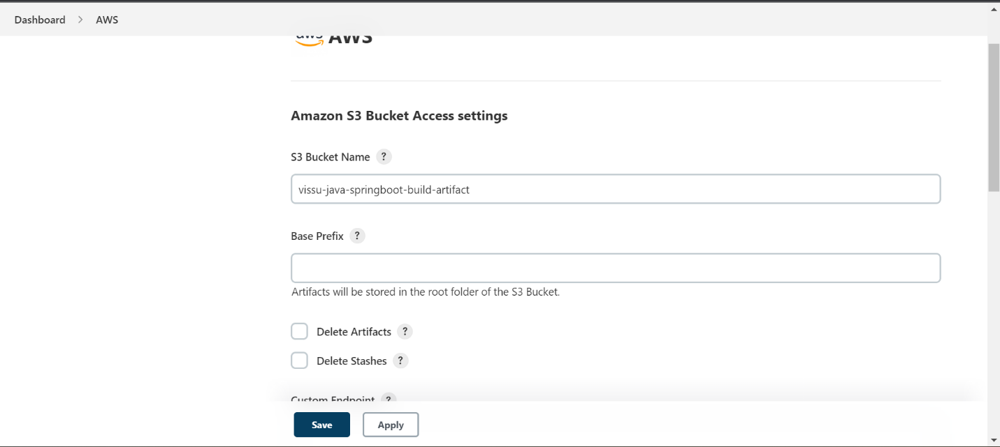 Dashboard > AWS
aws AWS
Amazon S3 Bucket Access settings
S3 Bucket Name ?
vissu-java-springboot-build-artifact
Base Prefix ?
Artifacts will be stored in the root folder of the S3 Bucket.
Delete Artifacts ?
Delete Stashes ?
Custom Endpoint ?
Save Apply